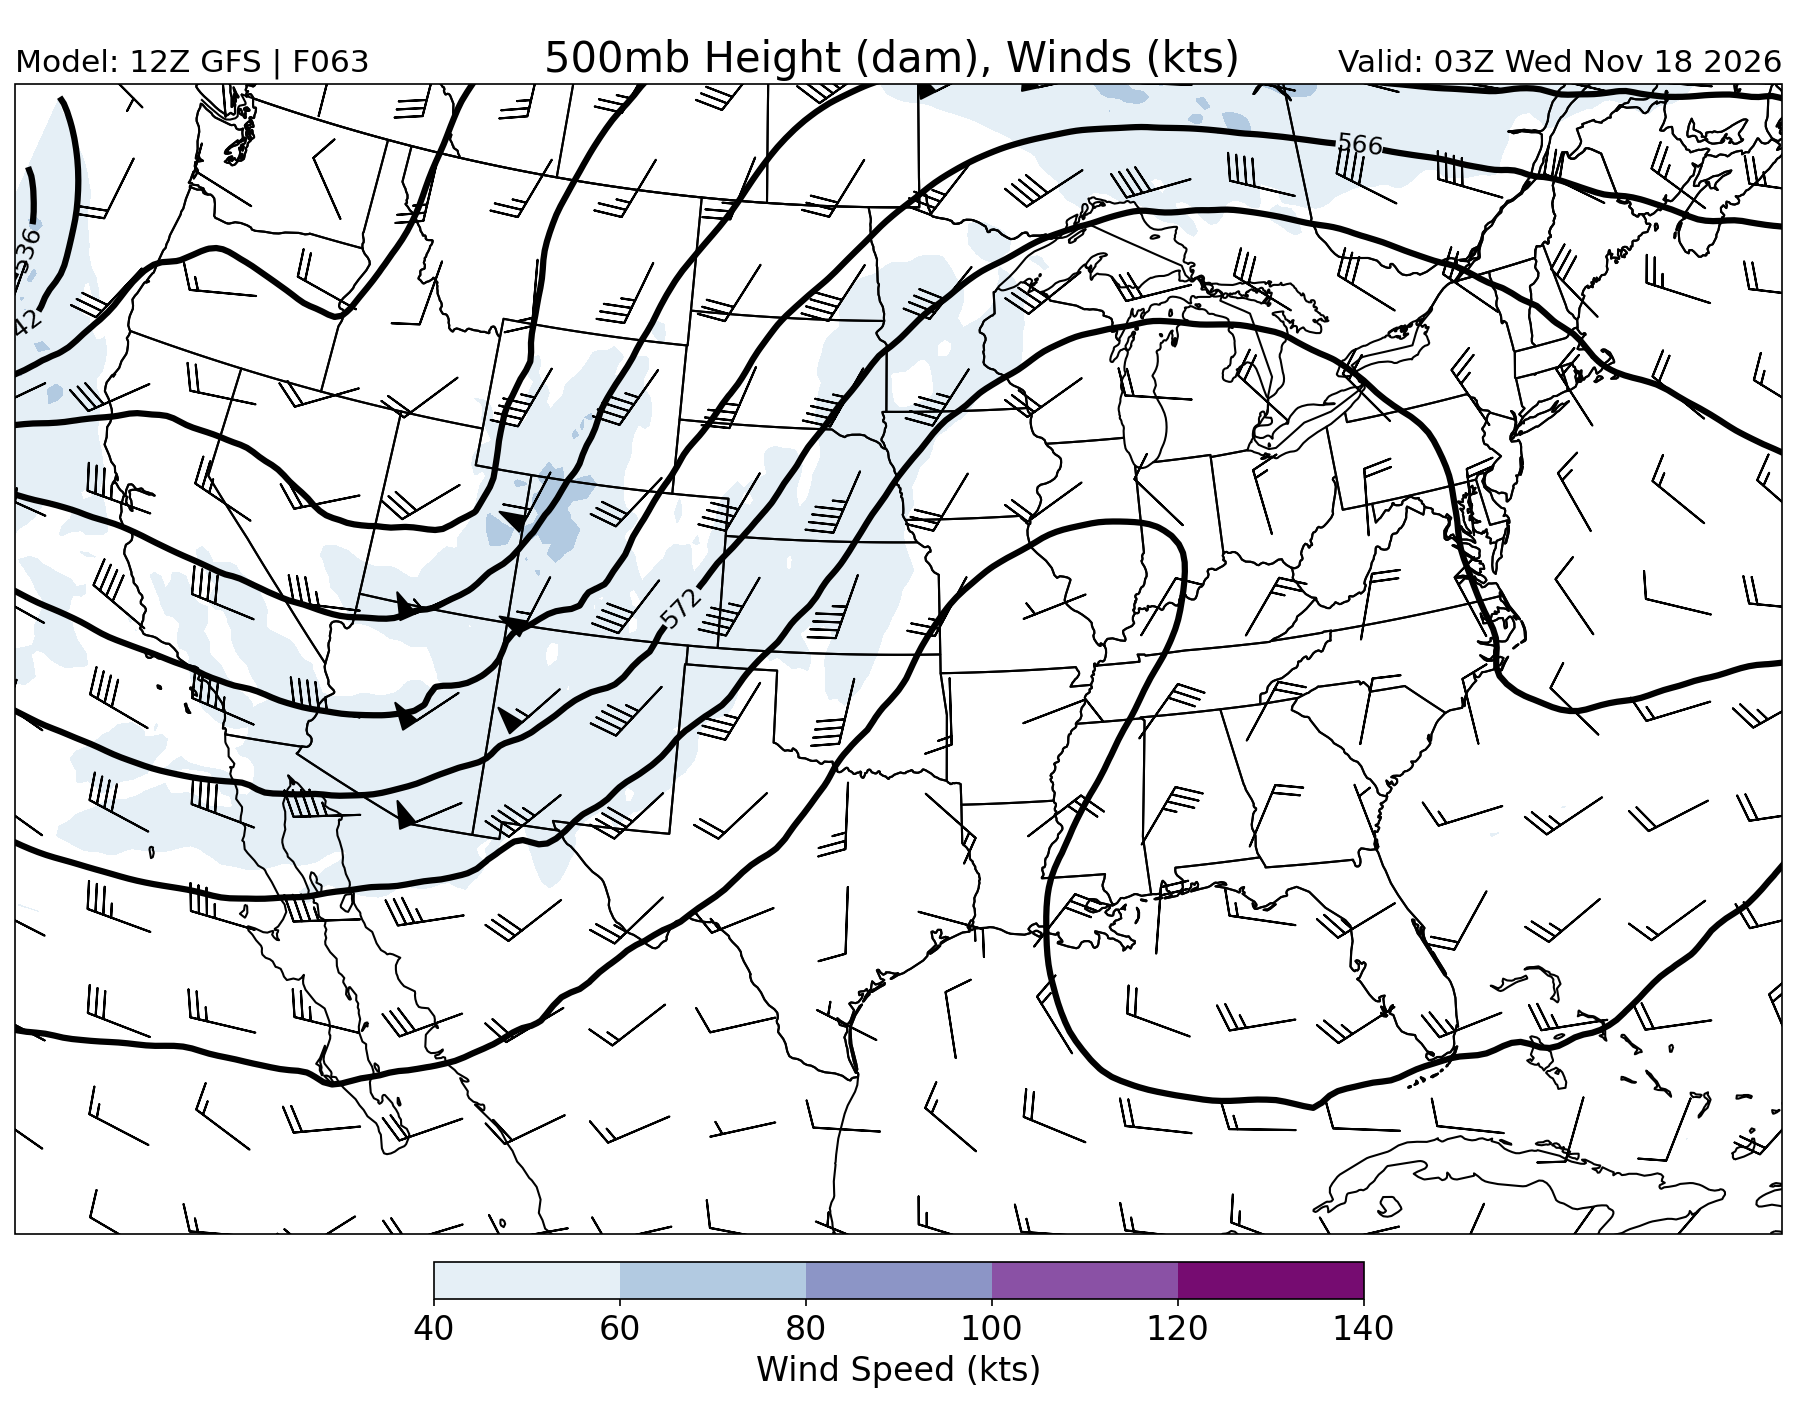 Model: 12Z GFS | F063
500mb Height (dam), Winds (kts)
Valid: 03Z Wed Nov 18 2026
566
536
42
572
40 60 80 100 120 140
Wind Speed (kts)